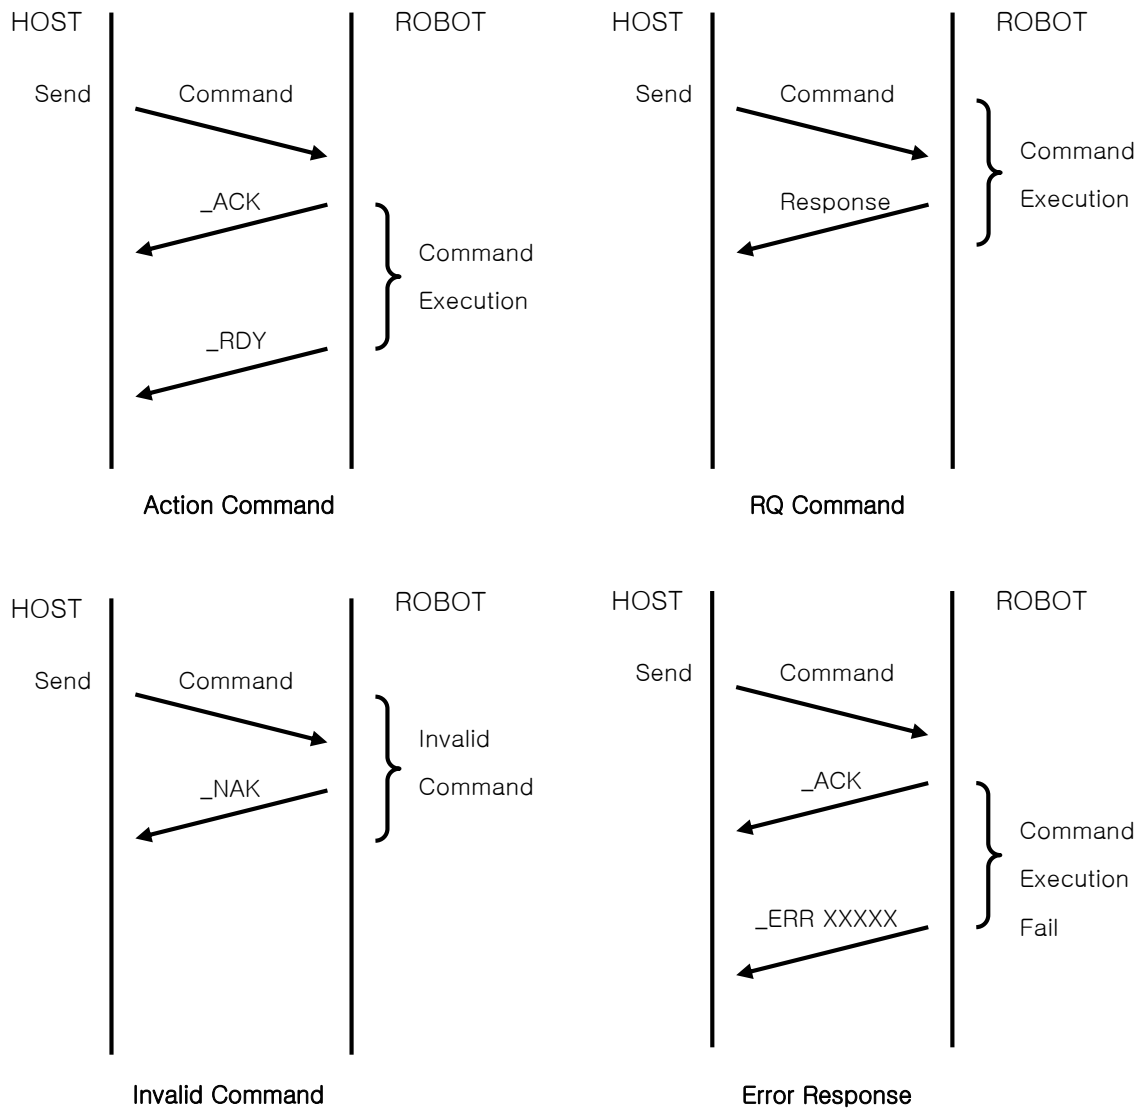 HOST
ROBOT
Send
Command
_ACK
Command
Execution
_RDY
Action Command
HOST
ROBOT
Send
Command
Command
Response
Execution
RQ Command
HOST
ROBOT
Send
Command
Invalid
_NAK
Command
Invalid Command
HOST
ROBOT
Send
Command
_ACK
Command
Execution
_ERR XXXXX
Fail
Error Response